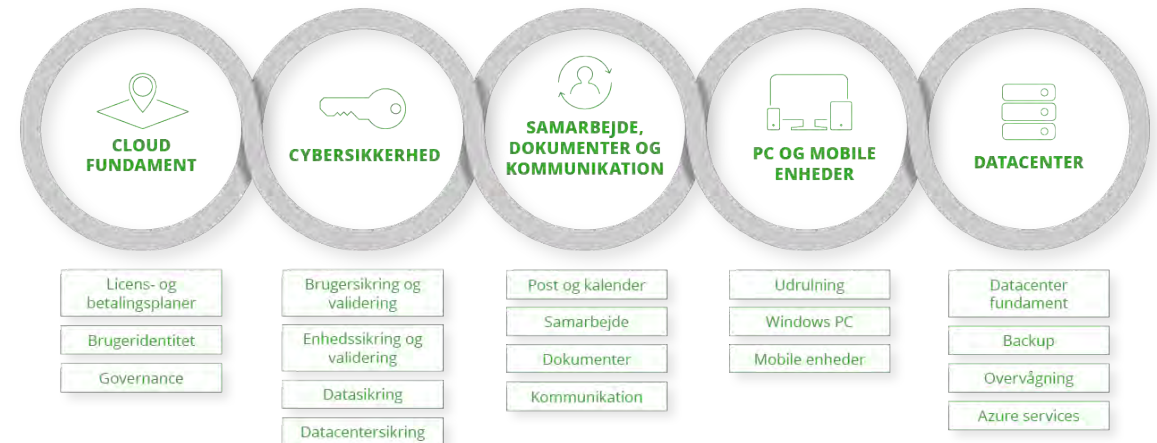 CLOUD
FUNDAMENT
CYBERSIKKERHED
SAMARBEJDE,
DOKUMENTER OG
KOMMUNIKATION
PC OG MOBILE
ENHEDER
DATACENTER
Licens- og
betalingsplaner
Brugeridentitet
Governance
Brugersikring og
validering
Enhedssikring og
validering
Datasikring
Datacentersikring
Post og kalender
Samarbejde
Dokumenter
Kommunikation
Udrulning
Windows PC
Mobile enheder
Datacenter
fundament
Backup
Overvågning
Azure services